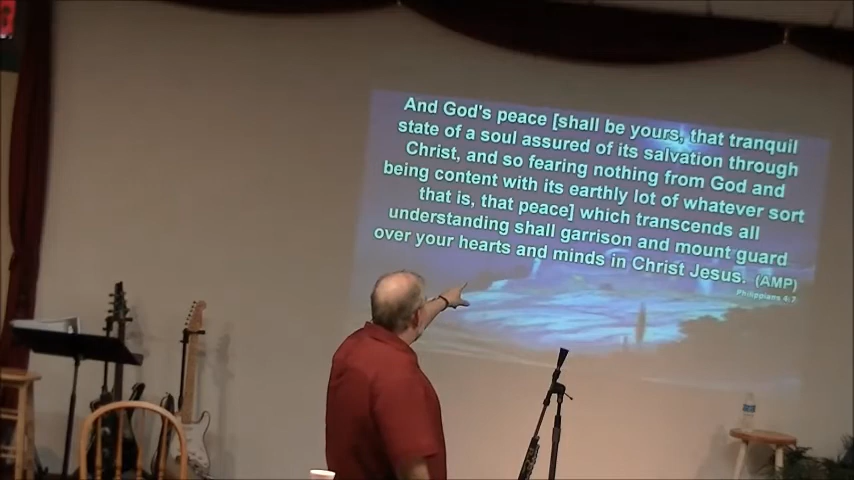 And God's peace [shall be yours, that tranquil
state of a soul assured of its salvation through
Christ, and so fearing nothing from God and
being content with its earthly lot of whatever sort
that is, that peace] which transcends all
understanding shall garrison and mount guard
over your hearts and minds in Christ Jesus. (AMP)
Philippians 4:7